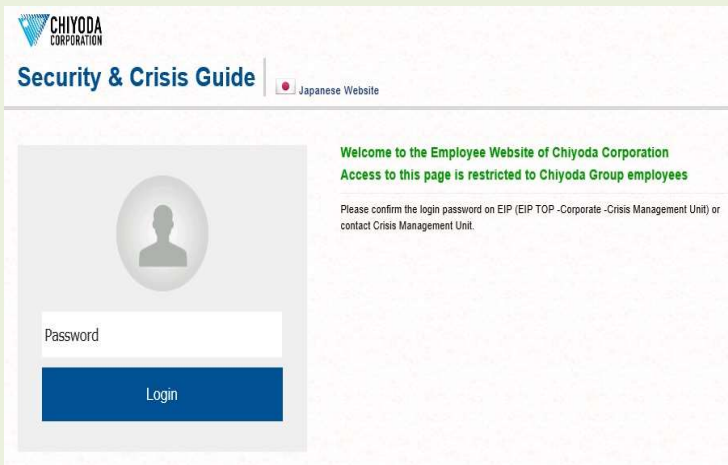 CHIYODA
CORPORATION
Security & Crisis Guide
Japanese Website
Welcome to the Employee Website of Chiyoda Corporation
Access to this page is restricted to Chiyoda Group employees
Please confirm the login password on EIP (EIP TOP -Corporate -Crisis Management Unit) or
contact Crisis Management Unit.
Password
Login